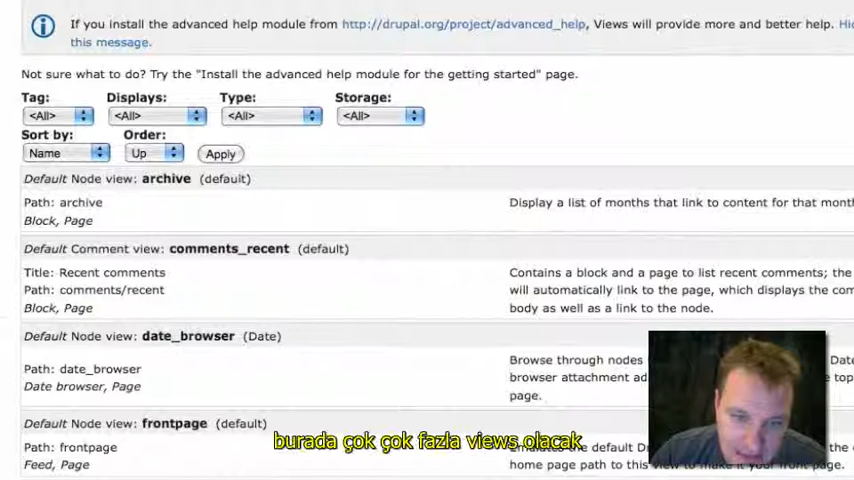 If you install the advanced help module from http://drupal.org/project/advanced_help, Views will provide more and better help.
this message.
Not sure what to do? Try the "Install the advanced help module for the getting started" page.
Tag: Displays: Type: Storage:
<All> <All> <All> <All>
Sort by: Order:
Name Up Apply
Default Node view: archive (default)
Path: archive Display a list of months that link to content for that month
Block, Page
Default Comment view: comments_recent (default)
Title: Recent comments Contains a block and a page to list recent comments; the
Path: comments/recent will automatically link to the page, which displays the
Block, Page body as well as a link to the node.
Default Node view: date_browser (Date)
Browse through nodes
Path: date_browser browser attachment
Date browser, Page page.
Default Node view: frontpage (default)
burada çok çok fazla views olacak
Path: frontpage default
Feed, Page home page path to this view to make it your front page.